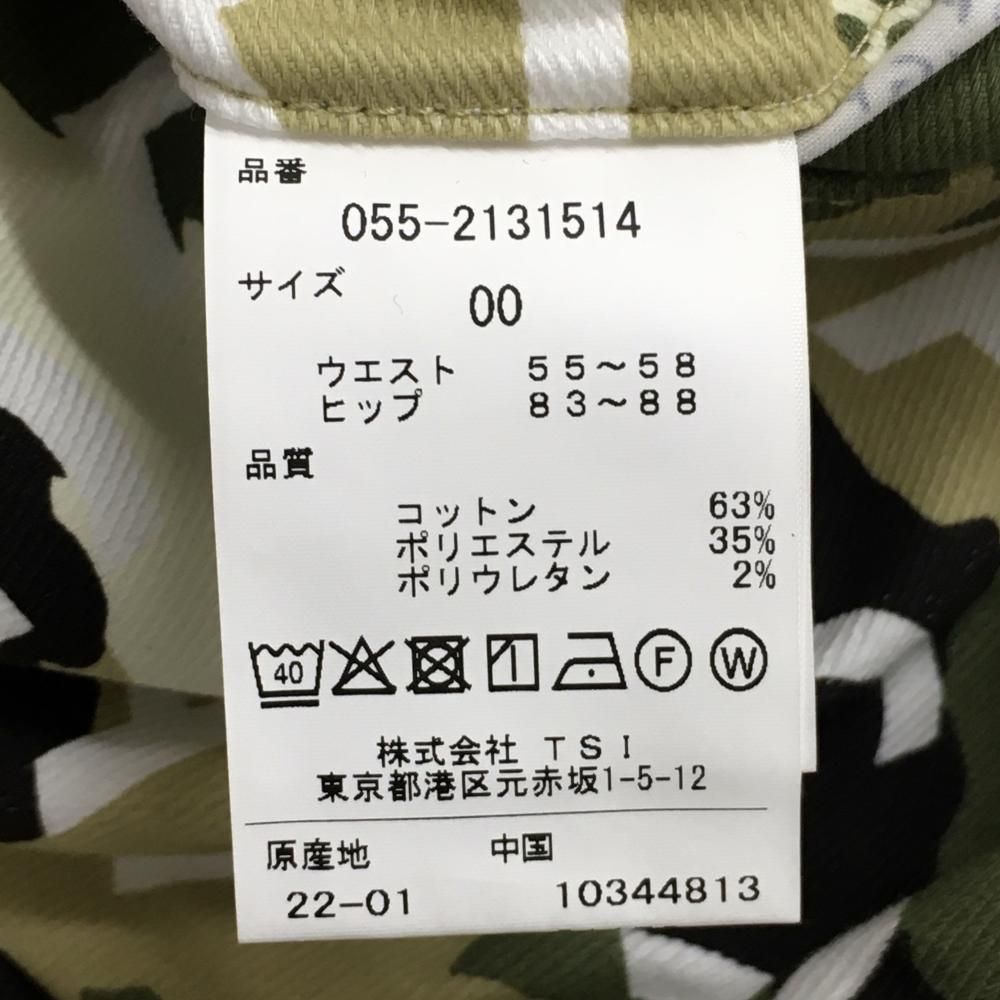 品番
055-2131514
サイズ
00
ウエスト 55～58
ヒップ 83～88
品質
コットン 63%
ポリエステル 35%
ポリウレタン 2%
40 F W
株式会社 TSI
東京都港区元赤坂1-5-12
原産地 中国
22-01 10344813